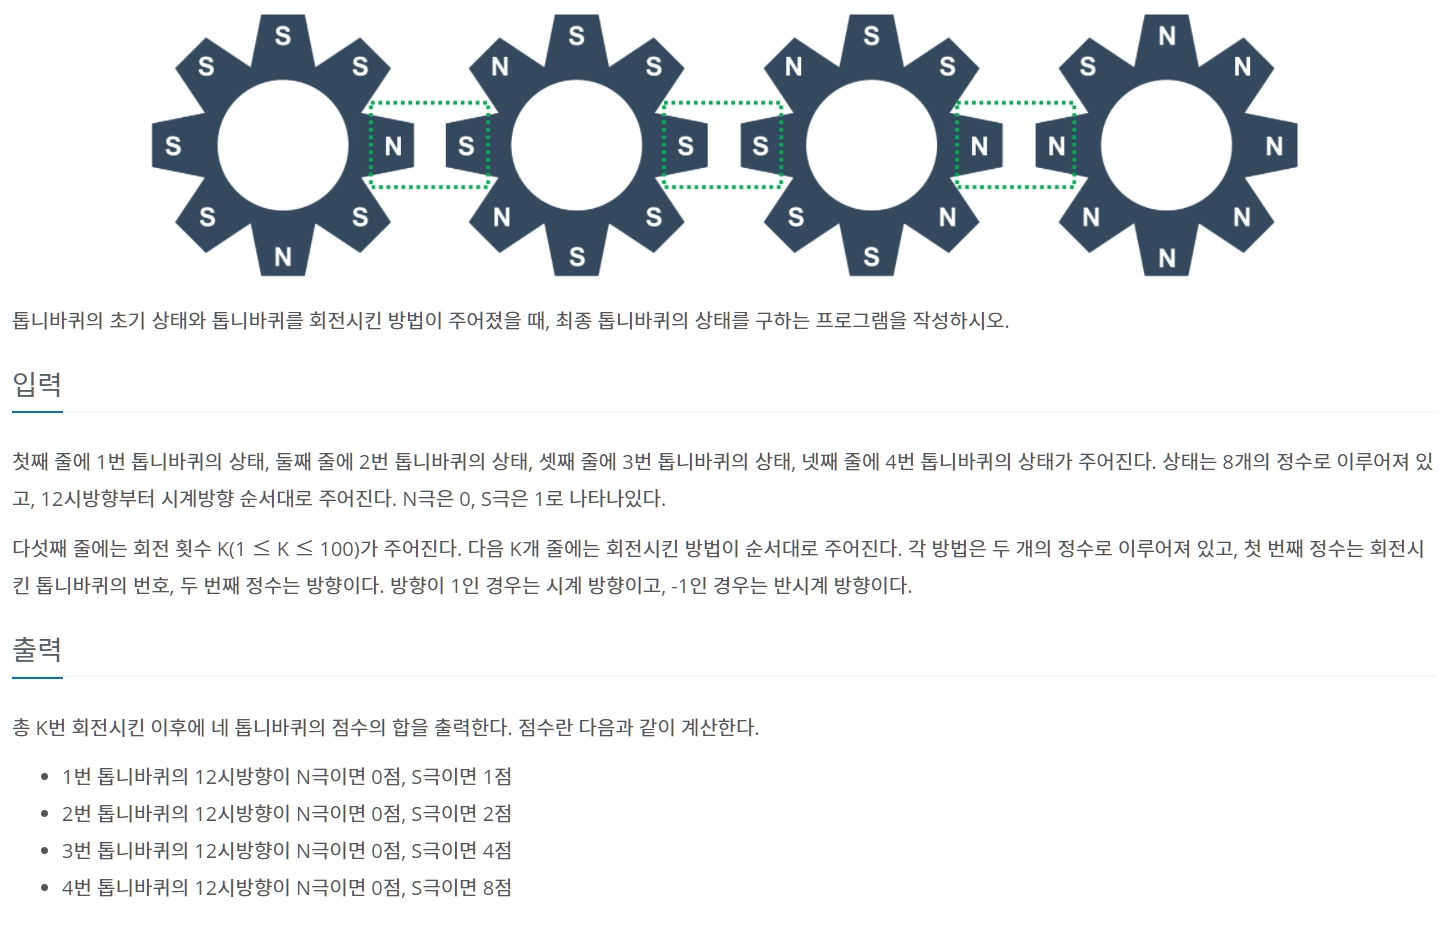 S S S N
S S N S N S S N
S N S S S N N N
S S N S S N N N
N S S N
톱니바퀴의 초기 상태와 톱니바퀴를 회전시킨 방법이 주어졌을 때, 최종 톱니바퀴의 상태를 구하는 프로그램을 작성하시오.
입력
첫째 줄에 1번 톱니바퀴의 상태, 둘째 줄에 2번 톱니바퀴의 상태, 셋째 줄에 3번 톱니바퀴의 상태, 넷째 줄에 4번 톱니바퀴의 상태가 주어진다. 상태는 8개의 정수로 이루어져 있
고, 12시방향부터 시계방향 순서대로 주어진다. N극은 0, S극은 1로 나타나있다.
다섯째 줄에는 회전 횟수 K(1 ≤ K ≤ 100)가 주어진다. 다음 K개 줄에는 회전시킨 방법이 순서대로 주어진다. 각 방법은 두 개의 정수로 이루어져 있고, 첫 번째 정수는 회전시
킨 톱니바퀴의 번호, 두 번째 정수는 방향이다. 방향이 1인 경우는 시계 방향이고, -1인 경우는 반시계 방향이다.
출력
총 K번 회전시킨 이후에 네 톱니바퀴의 점수의 합을 출력한다. 점수란 다음과 같이 계산한다.
• 1번 톱니바퀴의 12시방향이 N극이면 0점, S극이면 1점
• 2번 톱니바퀴의 12시방향이 N극이면 0점, S극이면 2점
• 3번 톱니바퀴의 12시방향이 N극이면 0점, S극이면 4점
• 4번 톱니바퀴의 12시방향이 N극이면 0점, S극이면 8점